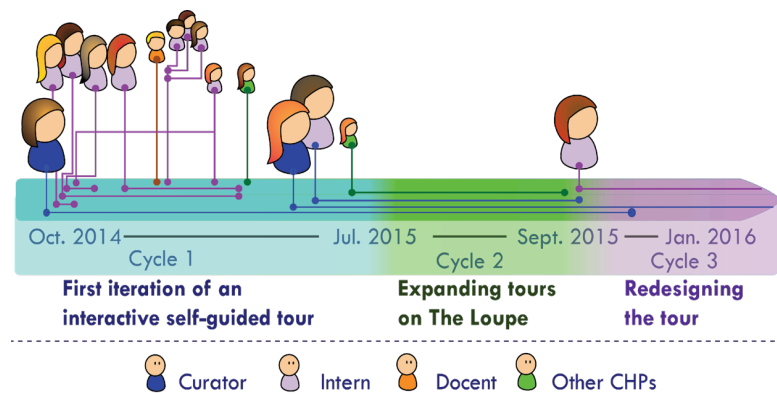 Oct. 2014
Jul. 2015
Sept. 2015
Jan. 2016
Cycle 1
Cycle 2
Cycle 3
First iteration of an
interactive self-guided tour
Expanding tours
on The Loupe
Redesigning
the tour
Curator
Intern
Docent
Other CHPs